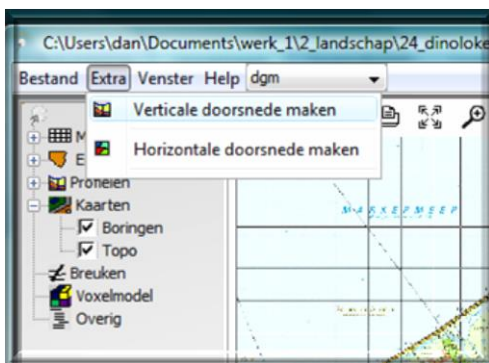 C:\Users\dan\Documents\werk_1\2_landschap\24_dinoloke
Bestand Extra Venster Help dgm
Verticale doorsnede maken
Horizontale doorsnede maken
M
E
Profielen
Kaarten
Boringen
Topo
Breuken
Voxelmodel
Overig